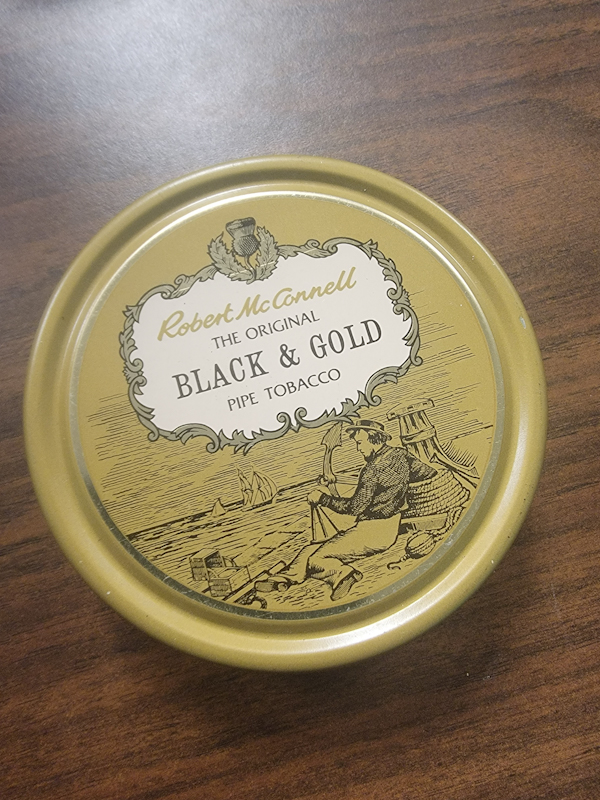 Robert McConnell
THE ORIGINAL
BLACK & GOLD
PIPE TOBACCO